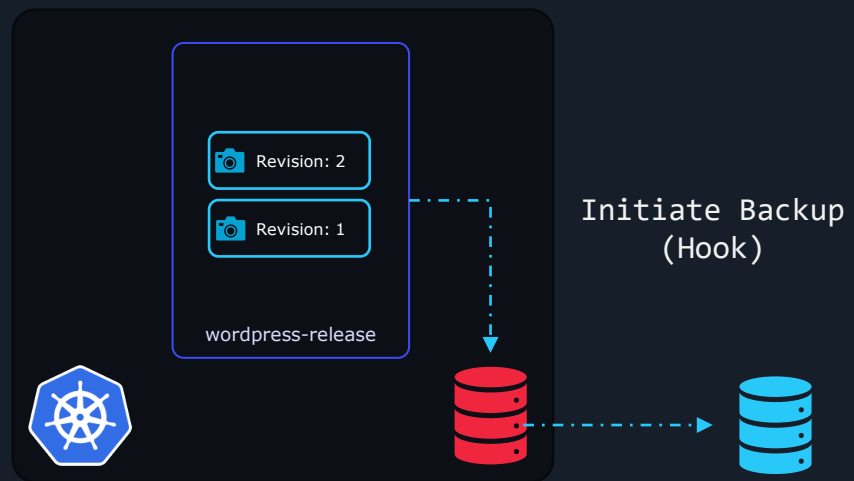 Revision: 2
Revision: 1
wordpress-release
Initiate Backup
(Hook)